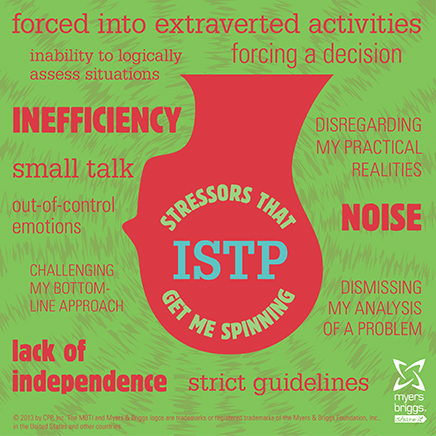 forced into extraverted activities
inability to logically
assess situations
forcing a decision
INEFFICIENCY
DISREGARDING
MY PRACTICAL
REALITIES
small talk
STRESSORS THAT
ISTP
GET ME SPINNING
out-of-control
emotions
NOISE
CHALLENGING
MY BOTTOM-
LINE APPROACH
DISMISSING
MY ANALYSIS
OF A PROBLEM
lack of
independence
strict guidelines
myers
briggs
© 2013 by CPP, Inc. The MBTI and Myers & Briggs logos are trademarks or registered trademarks of the Myers & Briggs Foundation, Inc.,
in the United States and other countries.